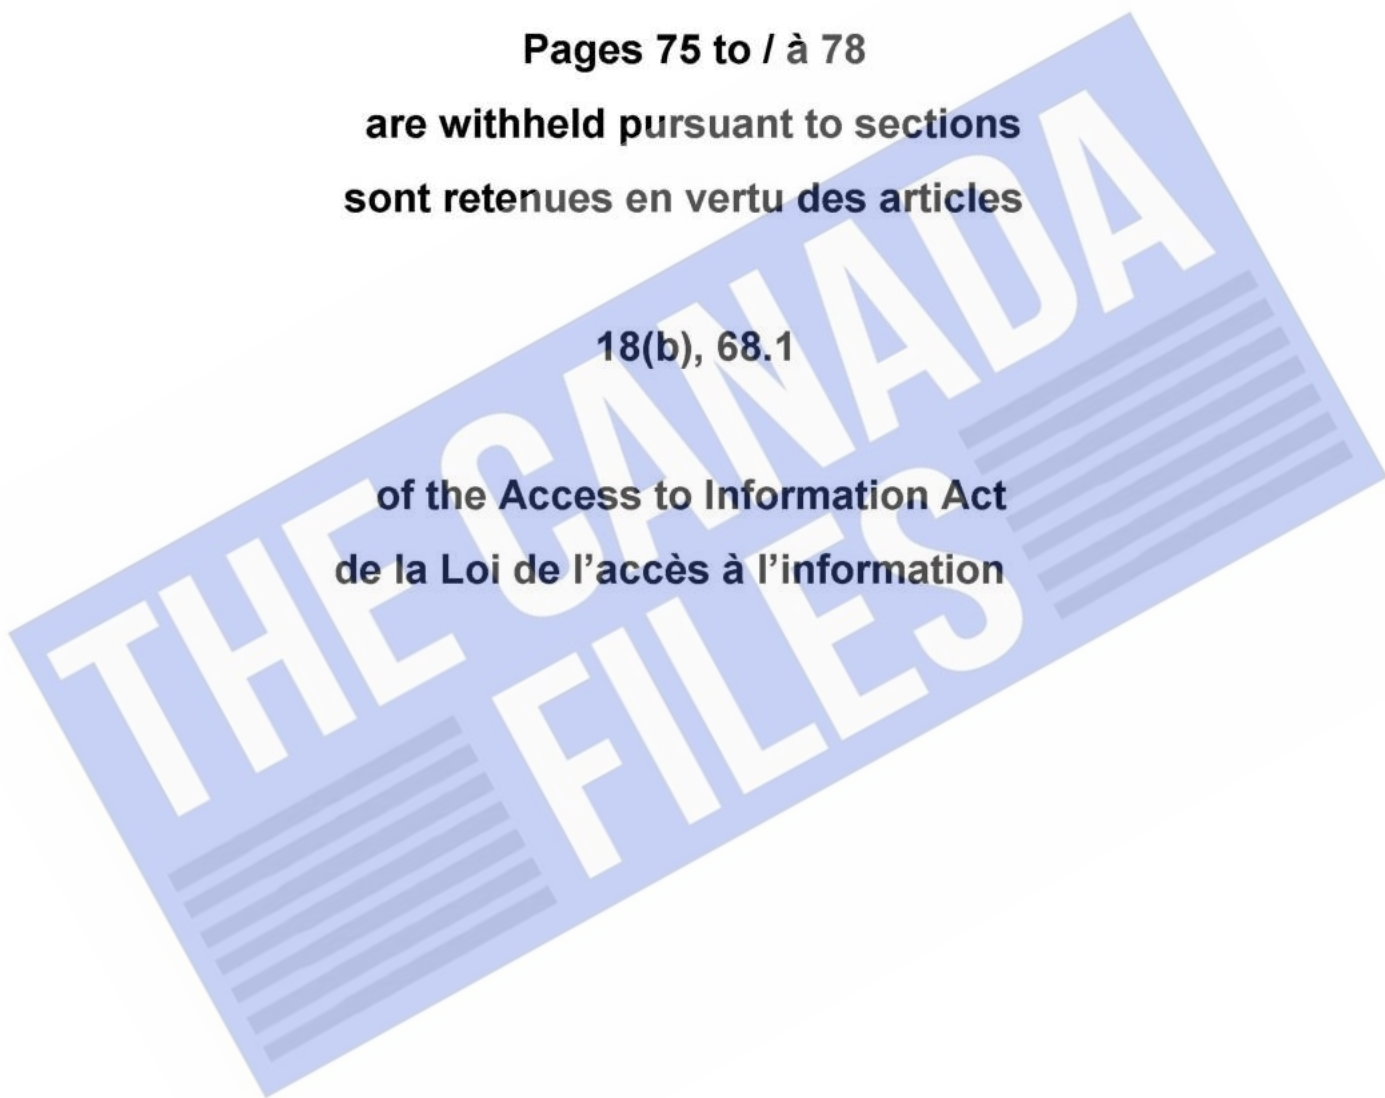 Pages 75 to / à 78
are withheld pursuant to sections
sont retenues en vertu des articles
18(b), 68.1
of the Access to Information Act
de la Loi de l’accès à l’information
THE CANADA
FILES